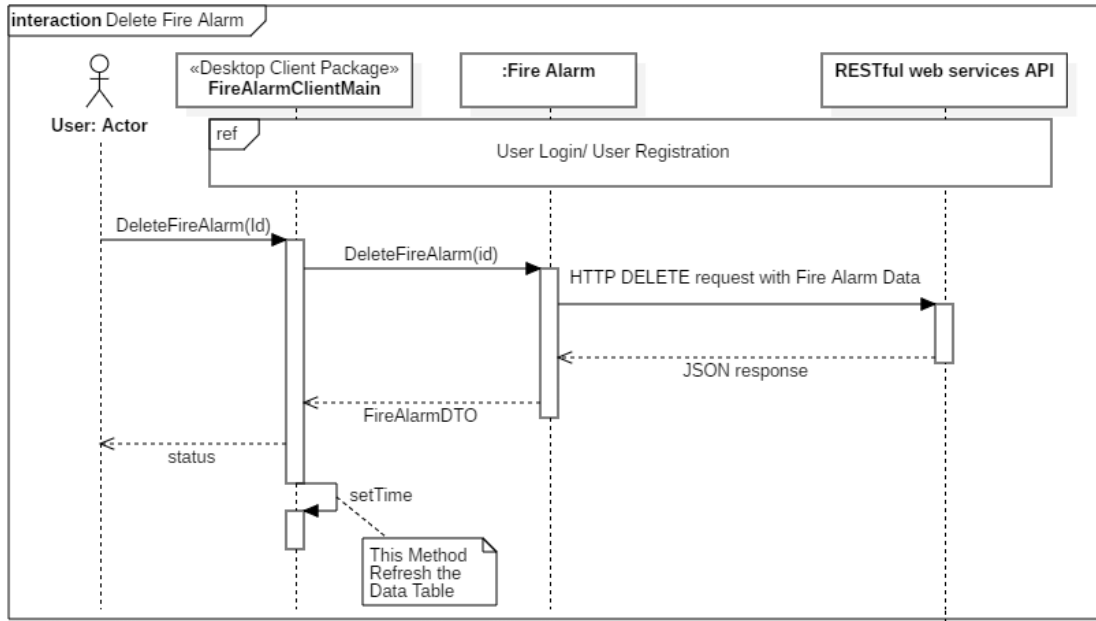 interaction Delete Fire Alarm
«Desktop Client Package»
FireAlarmClientMain
:Fire Alarm
RESTful web services API
User: Actor
ref
User Login/ User Registration
DeleteFireAlarm(Id)
DeleteFireAlarm(id)
HTTP DELETE request with Fire Alarm Data
JSON response
FireAlarmDTO
status
setTime
This Method
Refresh the
Data Table